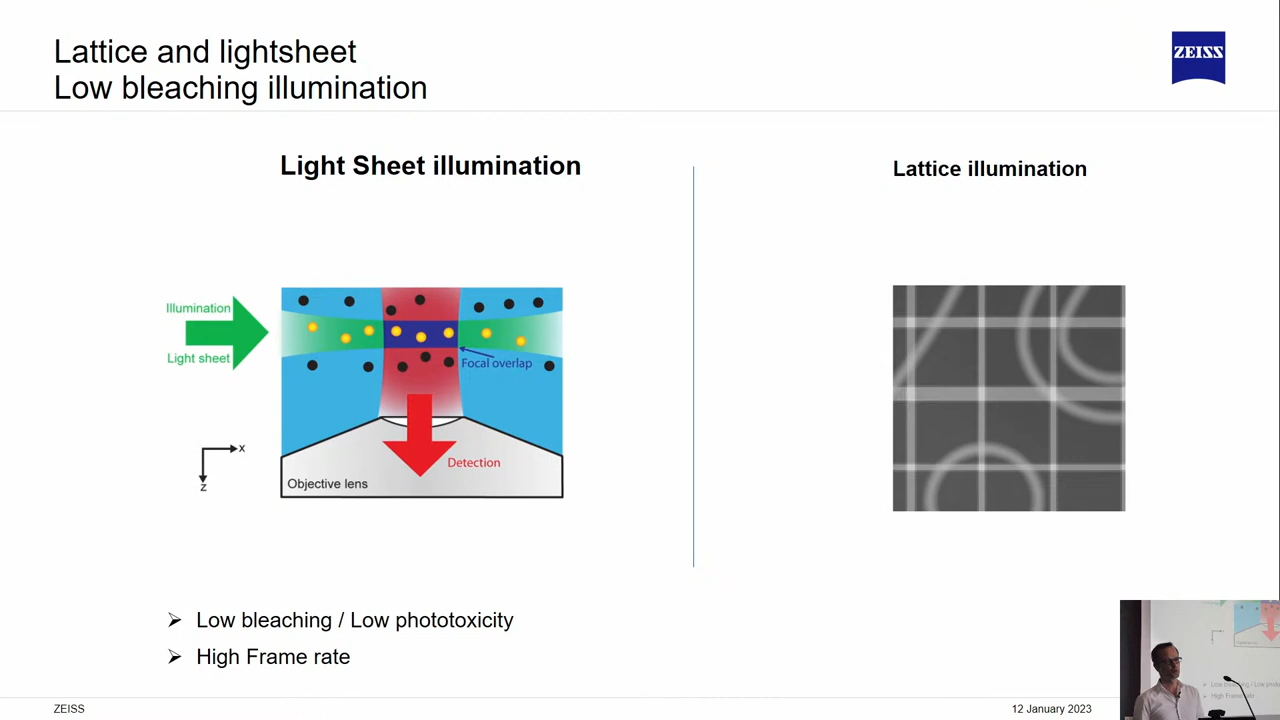 Lattice and lightsheet
Low bleaching illumination
ZEISS
Light Sheet illumination
Lattice illumination
Illumination
Light sheet
Focal overlap
x
z
Detection
Objective lens
Low bleaching / Low phototoxicity
High Frame rate
ZEISS
12 January 2023